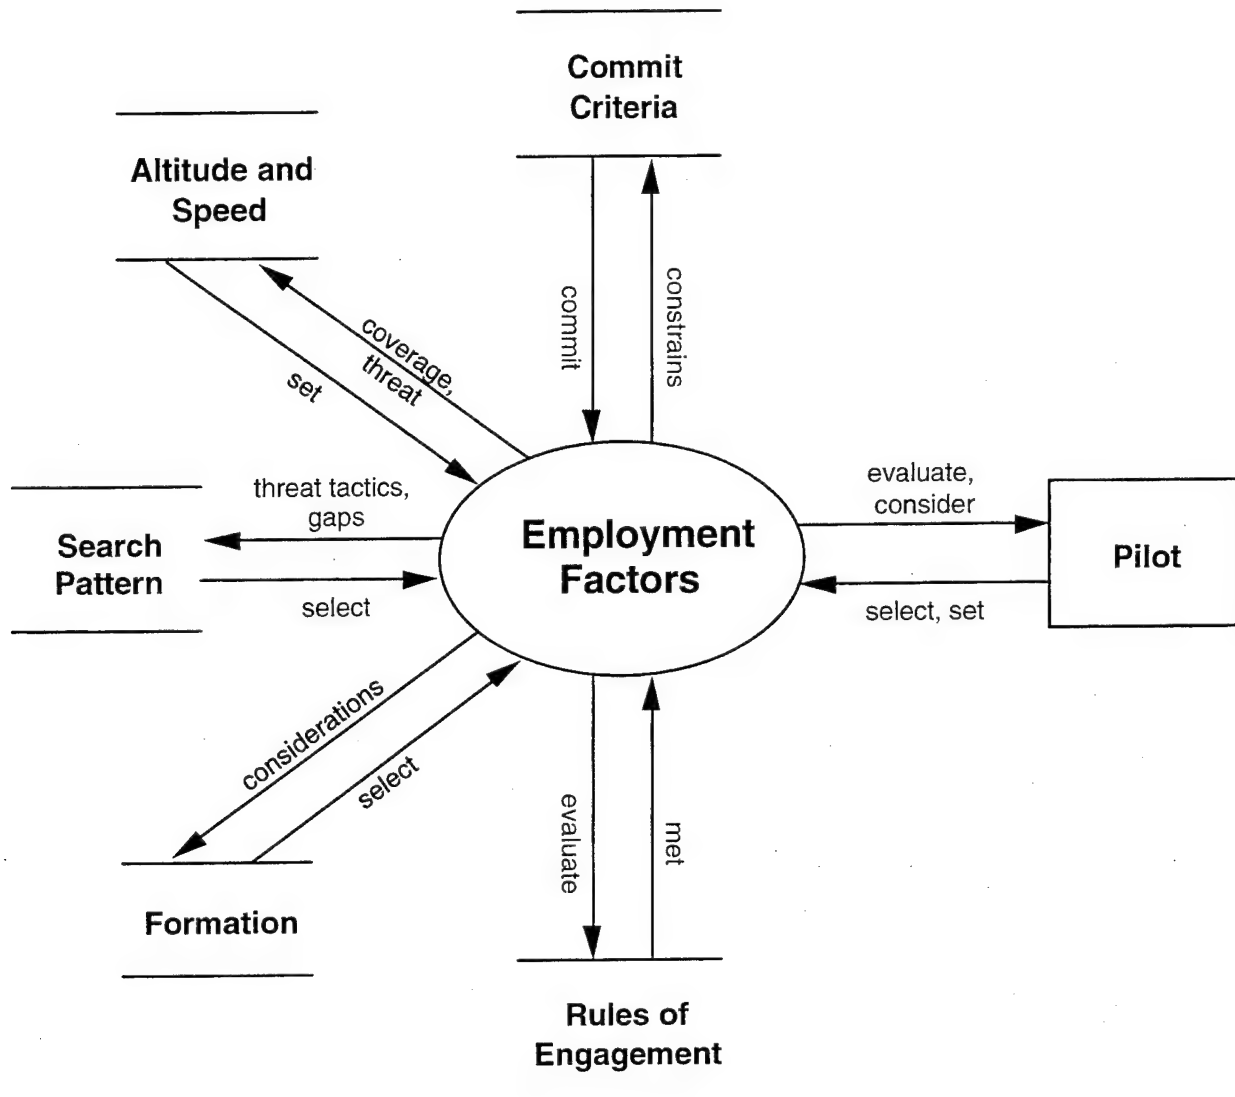 Commit
Criteria
Altitude and
Speed
commit
constrains
coverage,
threat
set
threat tactics,
gaps
evaluate,
consider
Search
Pattern
Employment
Factors
Pilot
select
select, set
considerations
select
evaluate
met
Formation
Rules of
Engagement